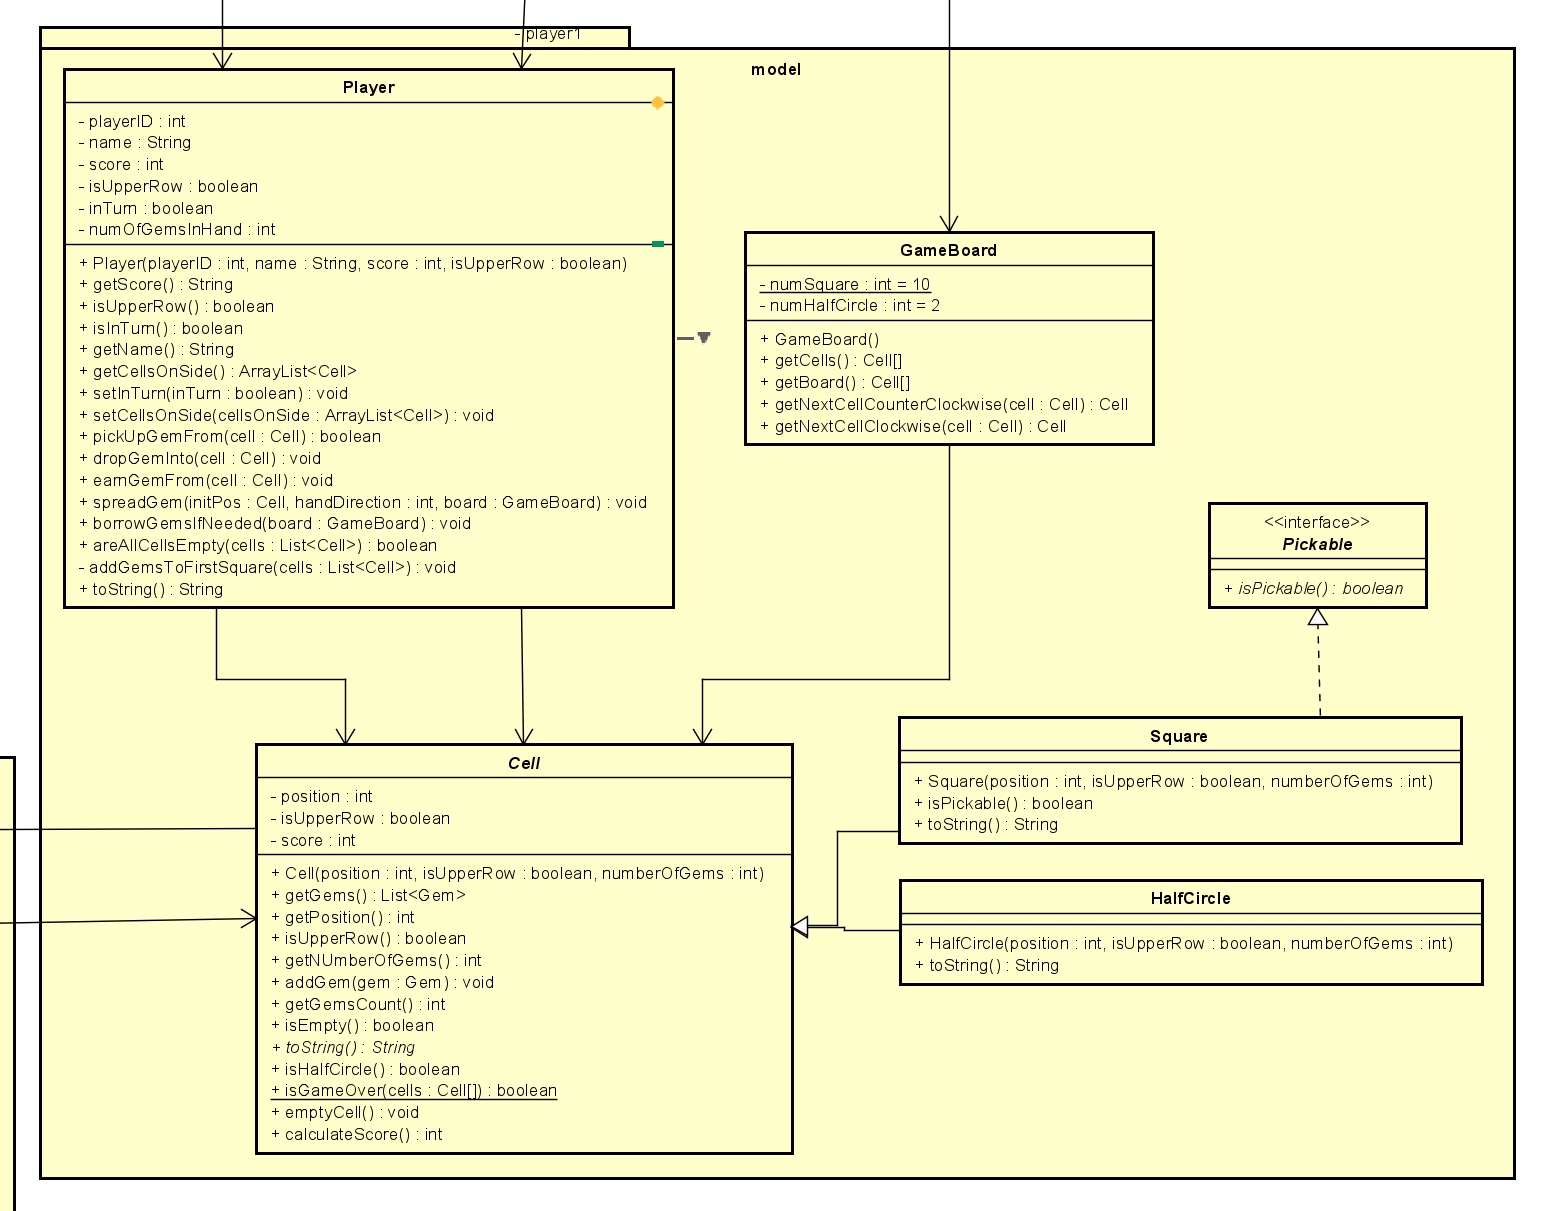 - player1
model
Player
- playerID : int
- name : String
- score : int
- isUpperRow : boolean
- inTurn : boolean
- numOfGemsInHand : int
+ Player(playerID : int, name : String, score : int, isUpperRow : boolean)
+ getScore() : String
+ isUpperRow() : boolean
+ isInTurn() : boolean
+ getName() : String
+ getCellsOnSide() : ArrayList<Cell>
+ setInTurn(inTurn : boolean) : void
+ setCellsOnSide(cellsOnSide : ArrayList<Cell>) : void
+ pickUpGemFrom(cell : Cell) : boolean
+ dropGemInto(cell : Cell) : void
+ earnGemFrom(cell : Cell) : void
+ spreadGem(initPos : Cell, handDirection : int, board : GameBoard) : void
+ borrowGemsIfNeeded(board : GameBoard) : void
+ areAllCellsEmpty(cells : List<Cell>) : boolean
- addGemsToFirstSquare(cells : List<Cell>) : void
+ toString() : String
GameBoard
- numSquare : int = 10
- numHalfCircle : int = 2
+ GameBoard()
+ getCells() : Cell[]
+ getBoard() : Cell[]
+ getNextCellCounterClockwise(cell : Cell) : Cell
+ getNextCellClockwise(cell : Cell) : Cell
<<interface>>
Pickable
+ isPickable() : boolean
Cell
- position : int
- isUpperRow : boolean
- score : int
+ Cell(position : int, isUpperRow : boolean, numberOfGems : int)
+ getGems() : List<Gem>
+ getPosition() : int
+ isUpperRow() : boolean
+ getNUmberOfGems() : int
+ addGem(gem : Gem) : void
+ getGemsCount() : int
+ isEmpty() : boolean
+ toString() : String
+ isHalfCircle() : boolean
+ isGameOver(cells : Cell[]) : boolean
+ emptyCell() : void
+ calculateScore() : int
Square
+ Square(position : int, isUpperRow : boolean, numberOfGems : int)
+ isPickable() : boolean
+ toString() : String
HalfCircle
+ HalfCircle(position : int, isUpperRow : boolean, numberOfGems : int)
+ toString() : String